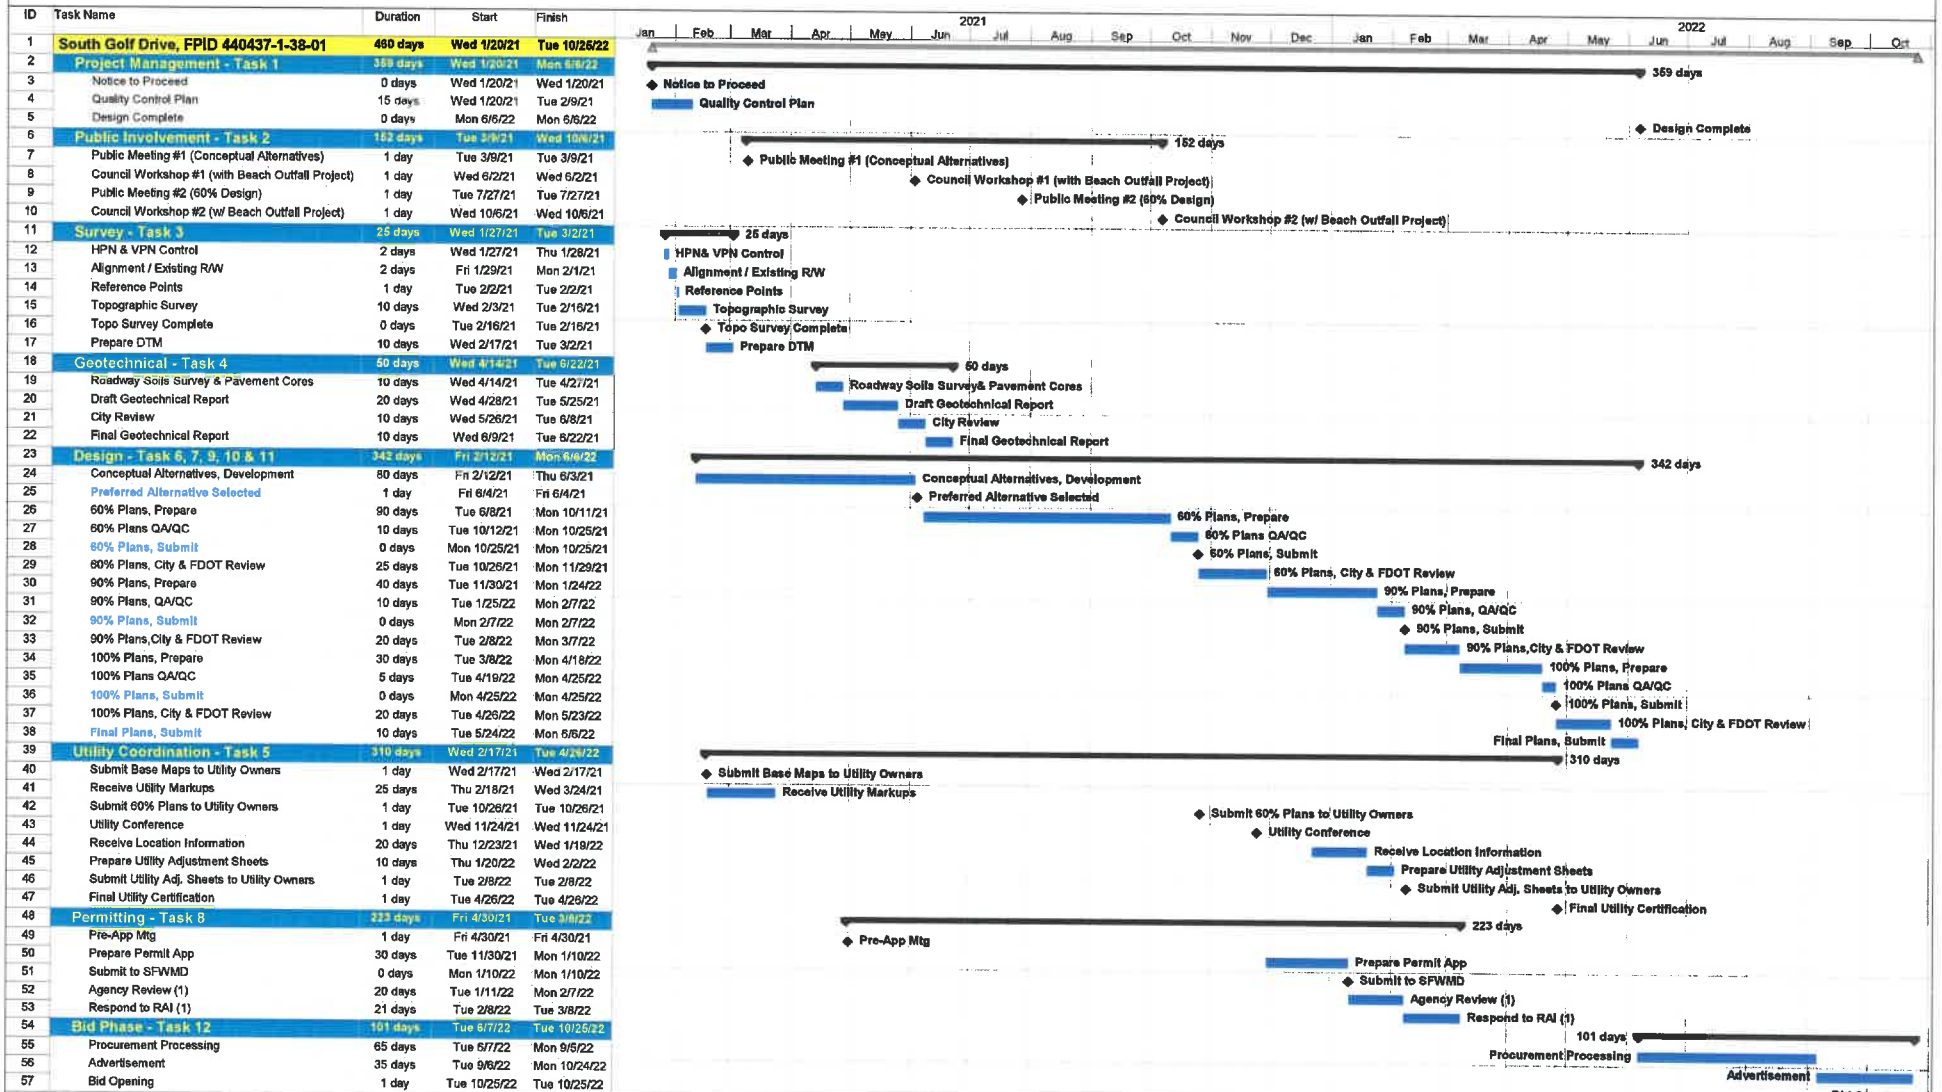 ID Task Name Duration Start Finish 2021 2022
Jan Feb Mar Apr May Jun Jul Aug Sep Oct Nov Dec Jan Feb Mar Apr May Jun Jul Aug Sep Oct
1 South Golf Drive, FPID 440437-1-38-01 460 days Wed 1/20/21 Tue 10/25/22
2 Project Management - Task 1 359 days Wed 1/20/21 Mon 6/6/22 359 days
3 Notice to Proceed 0 days Wed 1/20/21 Wed 1/20/21 Notice to Proceed
4 Quality Control Plan 15 days Wed 1/20/21 Tue 2/9/21 Quality Control Plan
5 Design Complete 0 days Mon 6/6/22 Mon 6/6/22 Design Complete
6 Public Involvement - Task 2 152 days Tue 3/9/21 Wed 10/6/21 152 days
7 Public Meeting #1 (Conceptual Alternatives) 1 day Tue 3/9/21 Tue 3/9/21 Public Meeting #1 (Conceptual Alternatives)
8 Council Workshop #1 (with Beach Outfall Project) 1 day Wed 6/2/21 Wed 6/2/21 Council Workshop #1 (with Beach Outfall Project)
9 Public Meeting #2 (60% Design) 1 day Tue 7/27/21 Tue 7/27/21 Public Meeting #2 (60% Design)
10 Council Workshop #2 (w/ Beach Outfall Project) 1 day Wed 10/6/21 Wed 10/6/21 Council Workshop #2 (w/ Beach Outfall Project)
11 Survey - Task 3 25 days Wed 1/27/21 Tue 3/2/21 25 days
12 HPN & VPN Control 2 days Wed 1/27/21 Thu 1/28/21 HPN& VPN Control
13 Alignment / Existing R/W 2 days Fri 1/29/21 Mon 2/1/21 Alignment / Existing R/W
14 Reference Points 1 day Tue 2/2/21 Tue 2/2/21 Reference Points
15 Topographic Survey 10 days Wed 2/3/21 Tue 2/16/21 Topographic Survey
16 Topo Survey Complete 0 days Tue 2/16/21 Tue 2/16/21 Topo Survey Complete
17 Prepare DTM 10 days Wed 2/17/21 Tue 3/2/21 Prepare DTM
18 Geotechnical - Task 4 50 days Wed 4/14/21 Tue 6/22/21 50 days
19 Roadway Soils Survey & Pavement Cores 10 days Wed 4/14/21 Tue 4/27/21 Roadway Soils Survey& Pavement Cores
20 Draft Geotechnical Report 20 days Wed 4/28/21 Tue 5/25/21 Draft Geotechnical Report
21 City Review 10 days Wed 5/26/21 Tue 6/8/21 City Review
22 Final Geotechnical Report 10 days Wed 6/9/21 Tue 6/22/21 Final Geotechnical Report
23 Design - Task 6, 7, 9, 10 & 11 342 days Fri 2/12/21 Mon 6/6/22 342 days
24 Conceptual Alternatives, Development 80 days Fri 2/12/21 Thu 6/3/21 Conceptual Alternatives, Development
25 Preferred Alternative Selected 1 day Fri 6/4/21 Fri 6/4/21 Preferred Alternative Selected
26 60% Plans, Prepare 90 days Tue 6/8/21 Mon 10/11/21 60% Plans, Prepare
27 60% Plans QA/QC 10 days Tue 10/12/21 Mon 10/25/21 60% Plans QA/QC
28 60% Plans, Submit 0 days Mon 10/25/21 Mon 10/25/21 60% Plans, Submit
29 60% Plans, City & FDOT Review 25 days Tue 10/26/21 Mon 11/29/21 60% Plans, City & FDOT Review
30 90% Plans, Prepare 40 days Tue 11/30/21 Mon 1/24/22 90% Plans, Prepare
31 90% Plans, QA/QC 10 days Tue 1/25/22 Mon 2/7/22 90% Plans, QA/QC
32 90% Plans, Submit 0 days Mon 2/7/22 Mon 2/7/22 90% Plans, Submit
33 90% Plans,City & FDOT Review 20 days Tue 2/8/22 Mon 3/7/22 90% Plans,City & FDOT Review
34 100% Plans, Prepare 30 days Tue 3/8/22 Mon 4/18/22 100% Plans, Prepare
35 100% Plans QA/QC 5 days Tue 4/19/22 Mon 4/25/22 100% Plans QA/QC
36 100% Plans, Submit 0 days Mon 4/25/22 Mon 4/25/22 100% Plans, Submit
37 100% Plans, City & FDOT Review 20 days Tue 4/26/22 Mon 5/23/22 100% Plans, City & FDOT Review
38 Final Plans, Submit 10 days Tue 5/24/22 Mon 6/6/22 Final Plans, Submit
39 Utility Coordination - Task 5 310 days Wed 2/17/21 Tue 4/26/22 310 days
40 Submit Base Maps to Utility Owners 1 day Wed 2/17/21 Wed 2/17/21 Submit Base Maps to Utility Owners
41 Receive Utility Markups 25 days Thu 2/18/21 Wed 3/24/21 Receive Utility Markups
42 Submit 60% Plans to Utility Owners 1 day Tue 10/26/21 Tue 10/26/21 Submit 60% Plans to Utility Owners
43 Utility Conference 1 day Wed 11/24/21 Wed 11/24/21 Utility Conference
44 Receive Location Information 20 days Thu 12/23/21 Wed 1/19/22 Receive Location Information
45 Prepare Utility Adjustment Sheets 10 days Thu 1/20/22 Wed 2/2/22 Prepare Utility Adjustment Sheets
46 Submit Utility Adj. Sheets to Utility Owners 1 day Tue 2/8/22 Tue 2/8/22 Submit Utility Adj. Sheets to Utility Owners
47 Final Utility Certification 1 day Tue 4/26/22 Tue 4/26/22 Final Utility Certification
48 Permitting - Task 8 223 days Fri 4/30/21 Tue 3/8/22 223 days
49 Pre-App Mtg 1 day Fri 4/30/21 Fri 4/30/21 Pre-App Mtg
50 Prepare Permit App 30 days Tue 11/30/21 Mon 1/10/22 Prepare Permit App
51 Submit to SFWMD 0 days Mon 1/10/22 Mon 1/10/22 Submit to SFWMD
52 Agency Review (1) 20 days Tue 1/11/22 Mon 2/7/22 Agency Review (1)
53 Respond to RAI (1) 21 days Tue 2/8/22 Tue 3/8/22 Respond to RAI (1)
54 Bid Phase - Task 12 101 days Tue 6/7/22 Tue 10/25/22 101 days
55 Procurement Processing 65 days Tue 6/7/22 Mon 9/5/22 Procurement Processing
56 Advertisement 35 days Tue 9/6/22 Mon 10/24/22 Advertisement
57 Bid Opening 1 day Tue 10/25/22 Tue 10/25/22